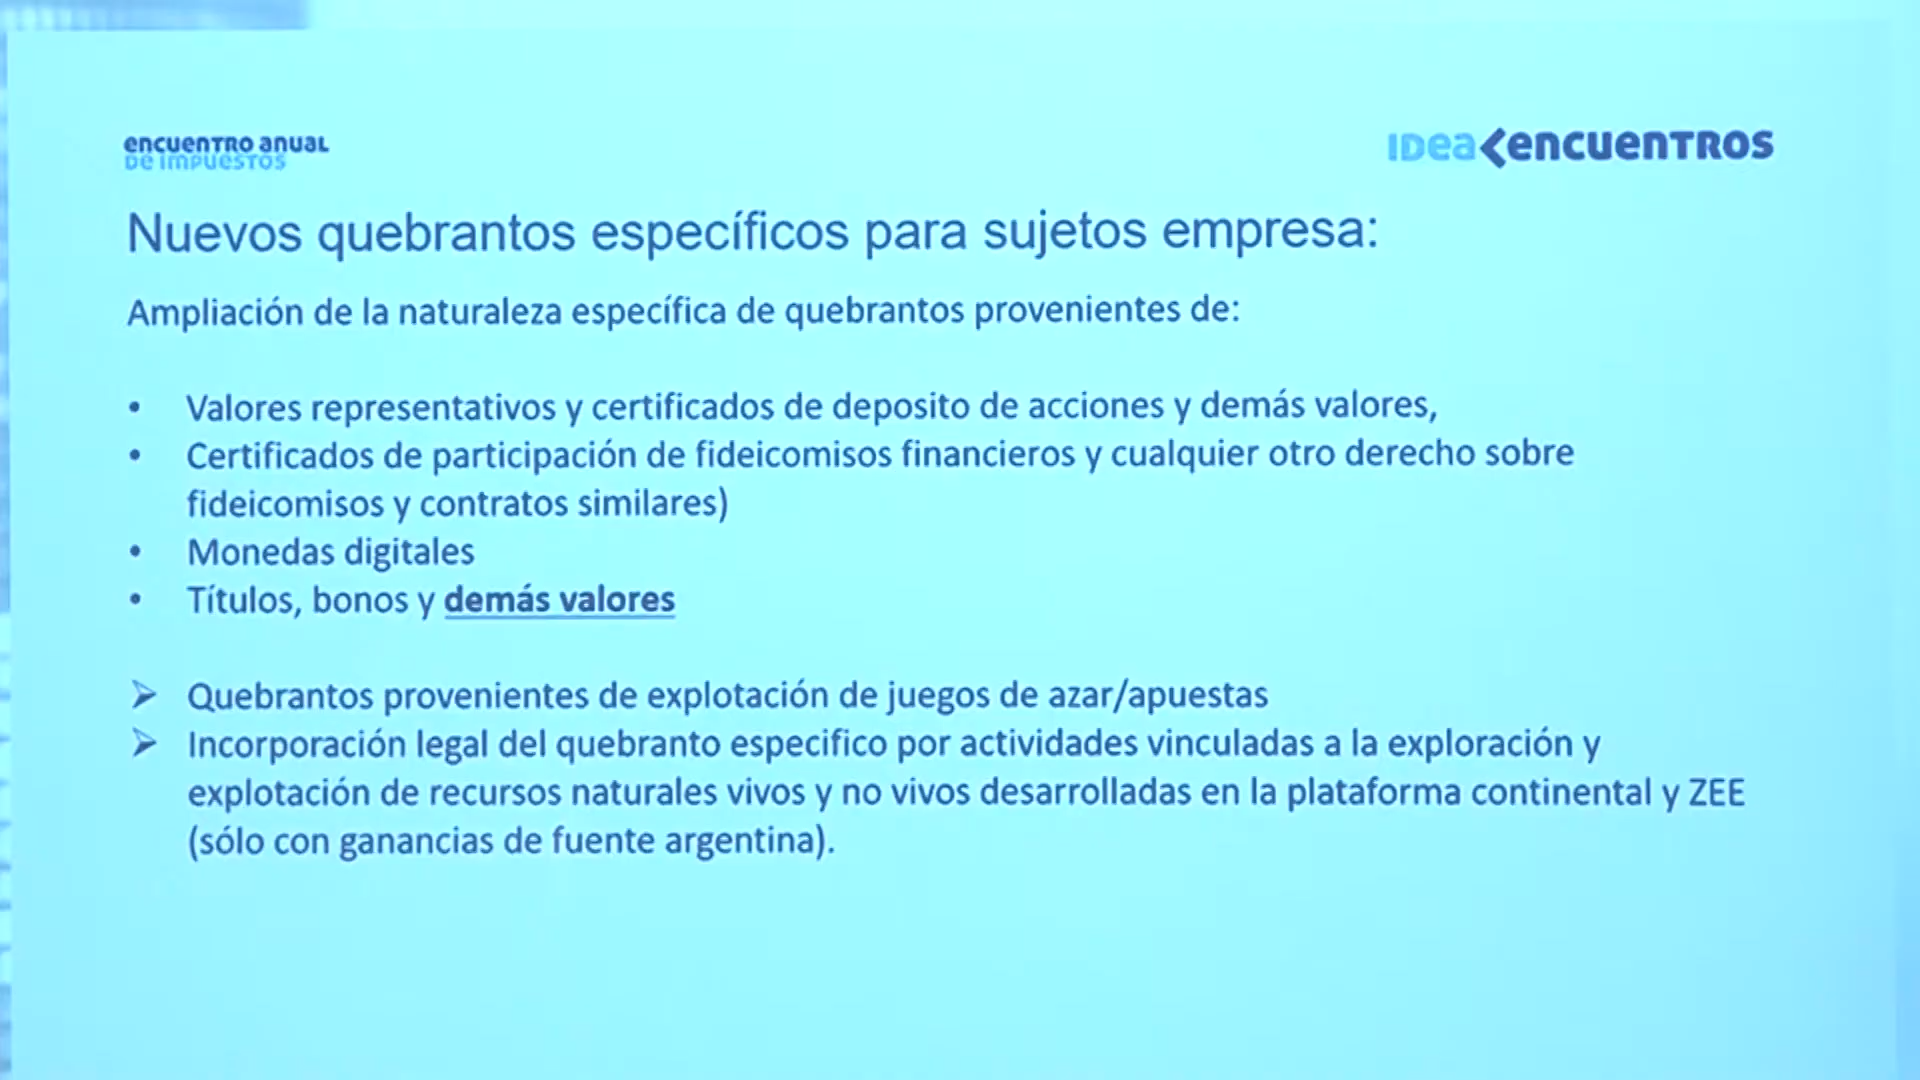 encuentro anual
de impuestos
IDea<encuentros
Nuevos quebrantos específicos para sujetos empresa:
Ampliación de la naturaleza específica de quebrantos provenientes de:
• Valores representativos y certificados de deposito de acciones y demás valores,
• Certificados de participación de fideicomisos financieros y cualquier otro derecho sobre
fideicomisos y contratos similares)
• Monedas digitales
• Títulos, bonos y demás valores
➢ Quebrantos provenientes de explotación de juegos de azar/apuestas
➢ Incorporación legal del quebranto especifico por actividades vinculadas a la exploración y
explotación de recursos naturales vivos y no vivos desarrolladas en la plataforma continental y ZEE
(sólo con ganancias de fuente argentina).